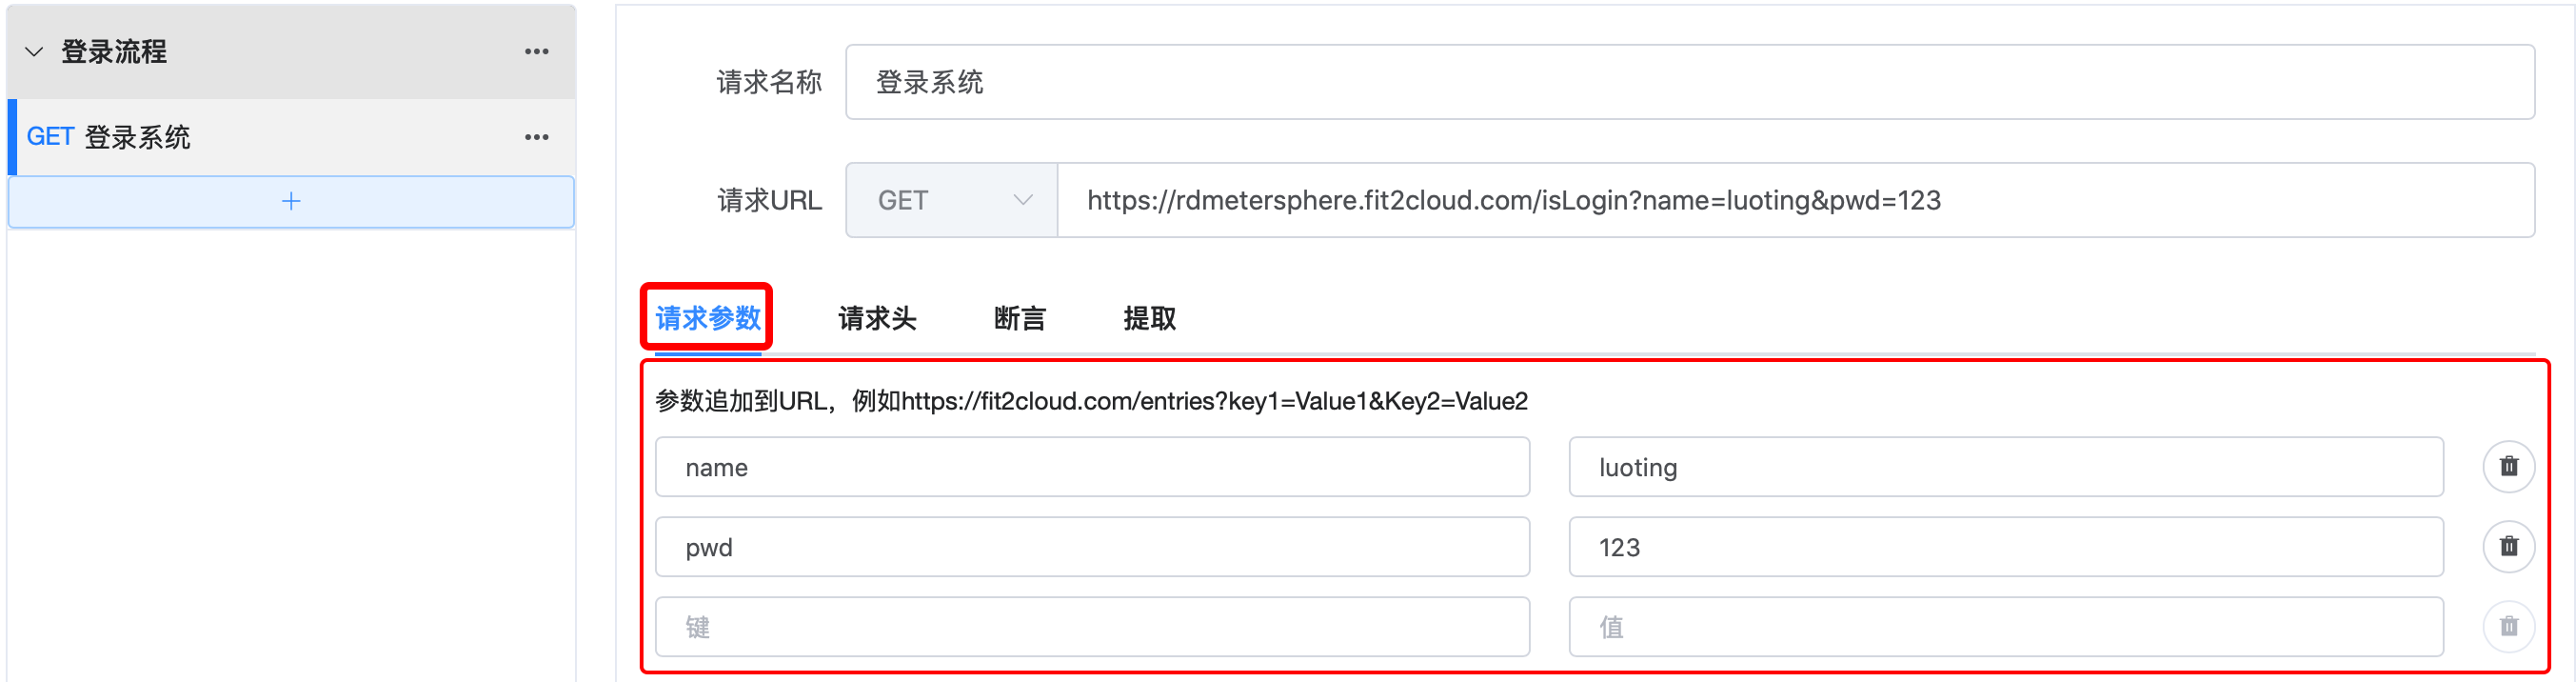 登录流程
GET 登录系统
请求名称 登录系统
请求URL GET https://rdmetersphere.fit2cloud.com/isLogin?name=luoting&pwd=123
请求参数 请求头 断言 提取
参数追加到URL，例如https://fit2cloud.com/entries?key1=Value1&Key2=Value2
name luoting
pwd 123
键 值